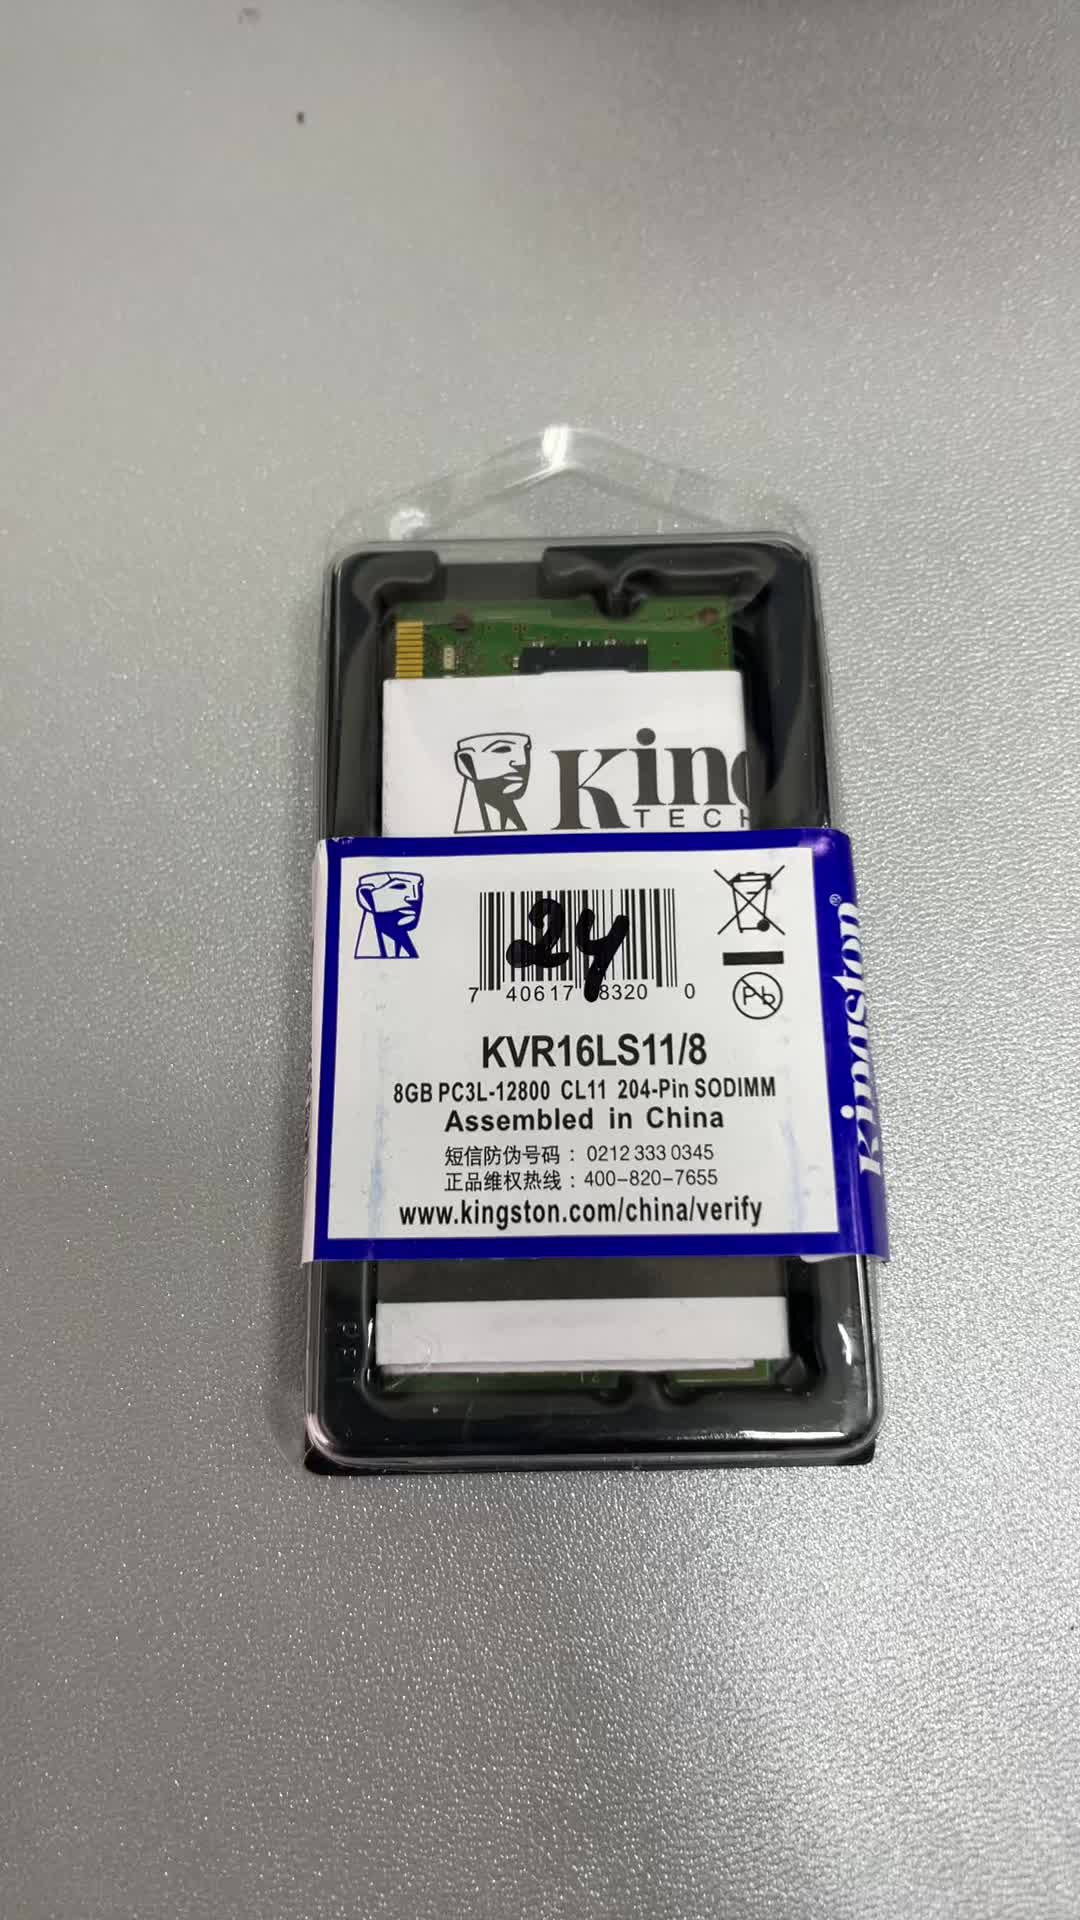 Kin
TECH
24
7 40617 8320 0
Kingston®
KVR16LS11/8
8GB PC3L-12800 CL11 204-Pin SODIMM
Assembled in China
短信防伪号码：0212 333 0345
正品维权热线：400-820-7655
www.kingston.com/china/verify